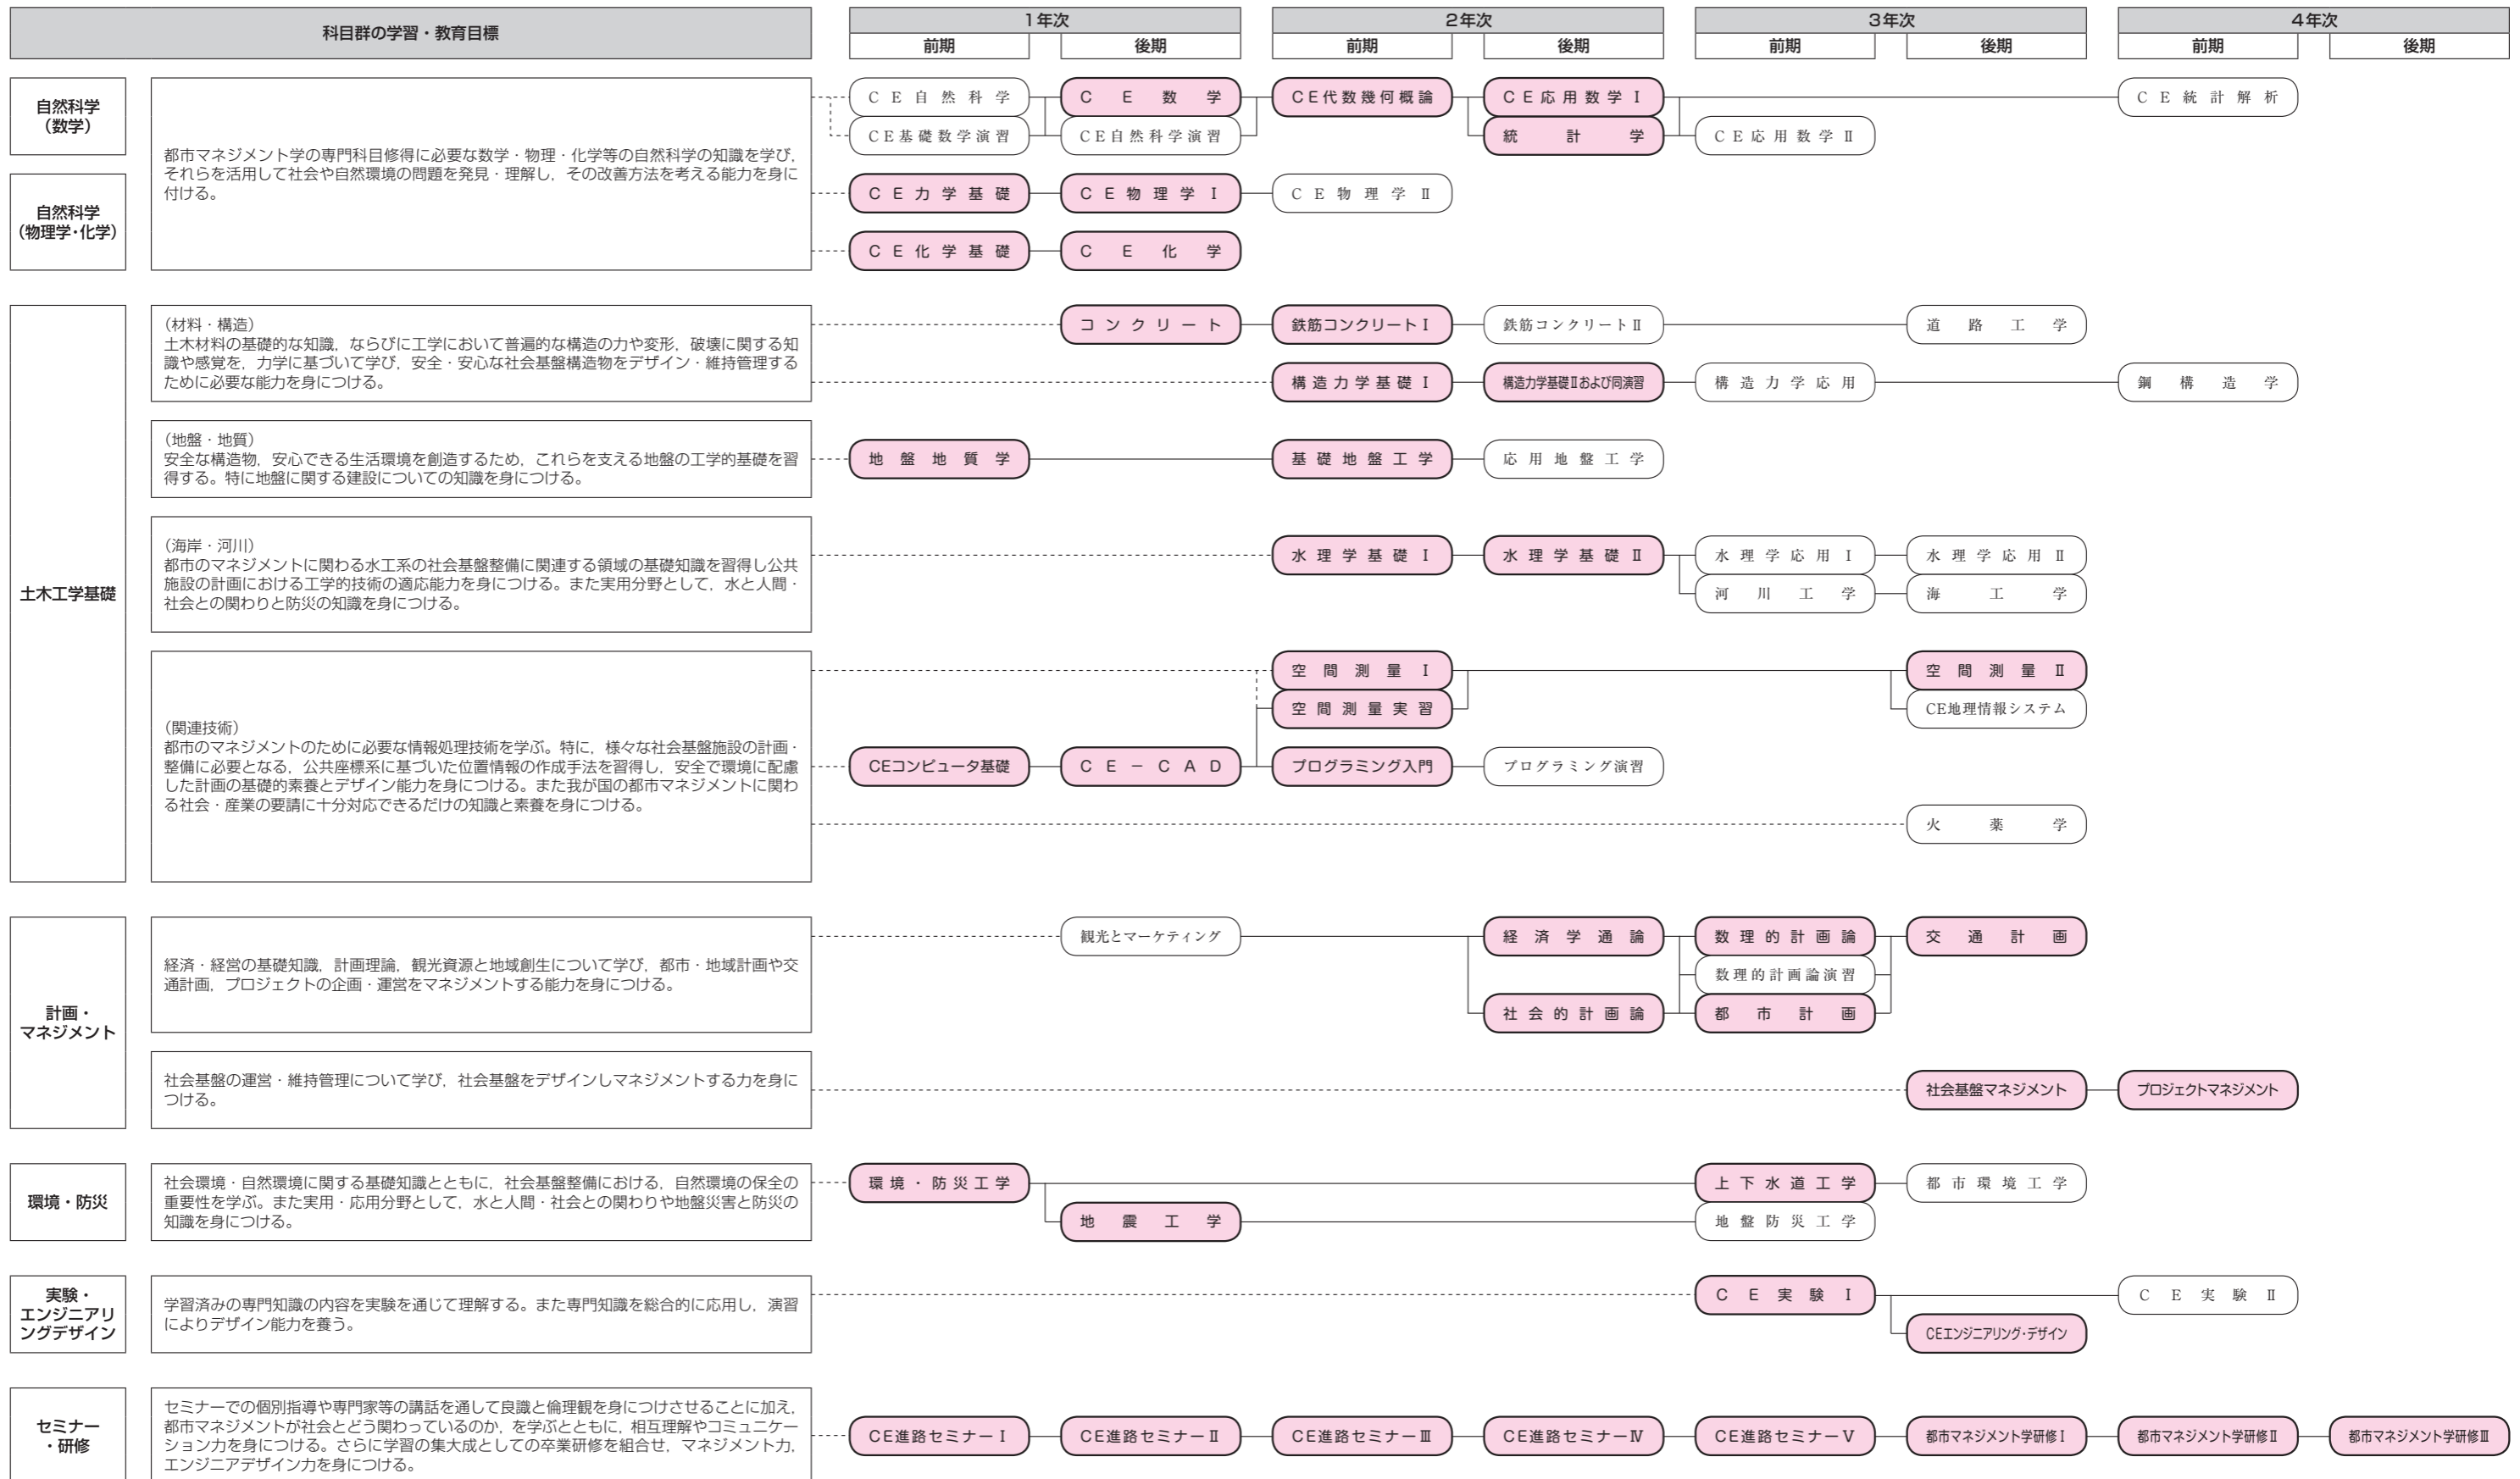 科目群の学習・教育目標
1年次
2年次
3年次
4年次
前期
後期
前期
後期
前期
後期
前期
後期
自然科学
（数学）
自然科学
（物理学・化学）
都市マネジメント学の専門科目修得に必要な数学・物理・化学等の自然科学の知識を学び，
それらを活用して社会や自然環境の問題を発見・理解し，その改善方法を考える能力を身に
付ける。
CE自然科学
CE数学
CE代数幾何概論
CE応用数学Ⅰ
CE統計解析
CE基礎数学演習
CE自然科学演習
統計学
CE応用数学Ⅱ
CE力学基礎
CE物理学Ⅰ
CE物理学Ⅱ
CE化学基礎
CE化学
土木工学基礎
（材料・構造）
土木材料の基礎的な知識，ならびに工学において普遍的な構造の力や変形，破壊に関する知
識や感覚を，力学に基づいて学び，安全・安心な社会基盤構造物をデザイン・維持管理する
ために必要な能力を身につける。
コンクリート
鉄筋コンクリートⅠ
鉄筋コンクリートⅡ
道路工学
構造力学基礎Ⅰ
構造力学基礎Ⅱおよび同演習
構造力学応用
鋼構造学
（地盤・地質）
安全な構造物，安心できる生活環境を創造するため，これらを支える地盤の工学的基礎を習
得する。特に地盤に関する建設についての知識を身につける。
地盤地質学
基礎地盤工学
応用地盤工学
（海岸・河川）
都市のマネジメントに関わる水工系の社会基盤整備に関連する領域の基礎知識を習得し公共
施設の計画における工学的技術の適応能力を身につける。また実用分野として，水と人間・
社会との関わりと防災の知識を身につける。
水理学基礎Ⅰ
水理学基礎Ⅱ
水理学応用Ⅰ
水理学応用Ⅱ
河川工学
海工学
（関連技術）
都市のマネジメントのために必要な情報処理技術を学ぶ。特に，様々な社会基盤施設の計画・
整備に必要となる，公共座標系に基づいた位置情報の作成手法を習得し，安全で環境に配慮
した計画の基礎的素養とデザイン能力を身につける。また我が国の都市マネジメントに関わ
る社会・産業の要請に十分対応できるだけの知識と素養を身につける。
空間測量Ⅰ
空間測量Ⅱ
空間測量実習
CE地理情報システム
CEコンピュータ基礎
CE－CAD
プログラミング入門
プログラミング演習
火薬学
計画・
マネジメント
経済・経営の基礎知識，計画理論，観光資源と地域創生について学び，都市・地域計画や交
通計画，プロジェクトの企画・運営をマネジメントする能力を身につける。
観光とマーケティング
経済学通論
数理的計画論
交通計画
数理的計画論演習
社会的計画論
都市計画
社会基盤の運営・維持管理について学び，社会基盤をデザインしマネジメントする力を身に
つける。
社会基盤マネジメント
プロジェクトマネジメント
環境・防災
社会環境・自然環境に関する基礎知識とともに，社会基盤整備における，自然環境の保全の
重要性を学ぶ。また実用・応用分野として，水と人間・社会との関わりや地盤災害と防災の
知識を身につける。
環境・防災工学
上下水道工学
都市環境工学
地震工学
地盤防災工学
実験・
エンジニアリ
ングデザイン
学習済みの専門知識の内容を実験を通じて理解する。また専門知識を総合的に応用し，演習
によりデザイン能力を養う。
CE実験Ⅰ
CE実験Ⅱ
CEエンジニアリング・デザイン
セミナー
・研修
セミナーでの個別指導や専門家等の講話を通して良識と倫理観を身につけさせることに加え，
都市マネジメントが社会とどう関わっているのか，を学ぶとともに，相互理解やコミュニケー
ション力を身につける。さらに学習の集大成としての卒業研修を組合せ，マネジメント力，
エンジニアデザイン力を身につける。
CE進路セミナーⅠ
CE進路セミナーⅡ
CE進路セミナーⅢ
CE進路セミナーⅣ
CE進路セミナーⅤ
都市マネジメント学研修Ⅰ
都市マネジメント学研修Ⅱ
都市マネジメント学研修Ⅲ